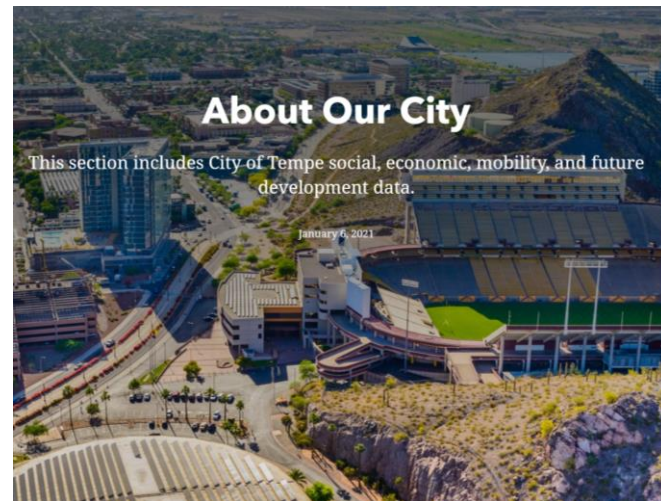 About Our City
This section includes City of Tempe social, economic, mobility, and future
development data.
January 6, 2021